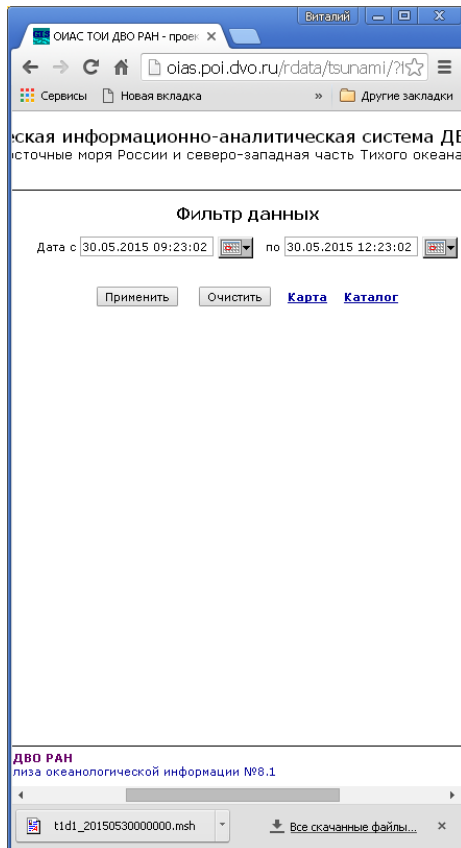 Виталий
ОИАС ТОИ ДВО РАН - проек
oias.poi.dvo.ru/rdata/tsunami/?
Сервисы Новая вкладка » Другие закладки
еская информационно-аналитическая система
сточные моря России и северо-западная часть Тихого океана
Фильтр данных
Дата с 30.05.2015 09:23:02 по 30.05.2015 12:23:02
Применить Очистить Карта Каталог
ДВО РАН
лиза океанологической информации №8.1
t1d1_20150530000000.msh Все скачанные файлы...